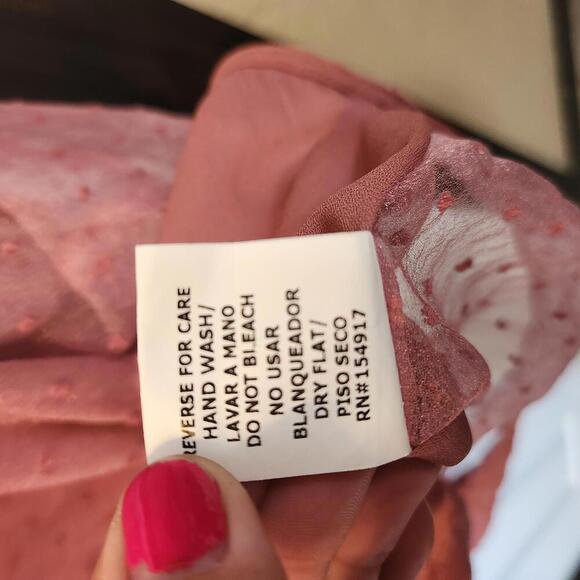 REVERSE FOR CARE
HAND WASH/
LAVAR A MANO
DO NOT BLEACH
NO USAR
BLANQUEADOR
DRY FLAT/
PISO SECO
RN#154917